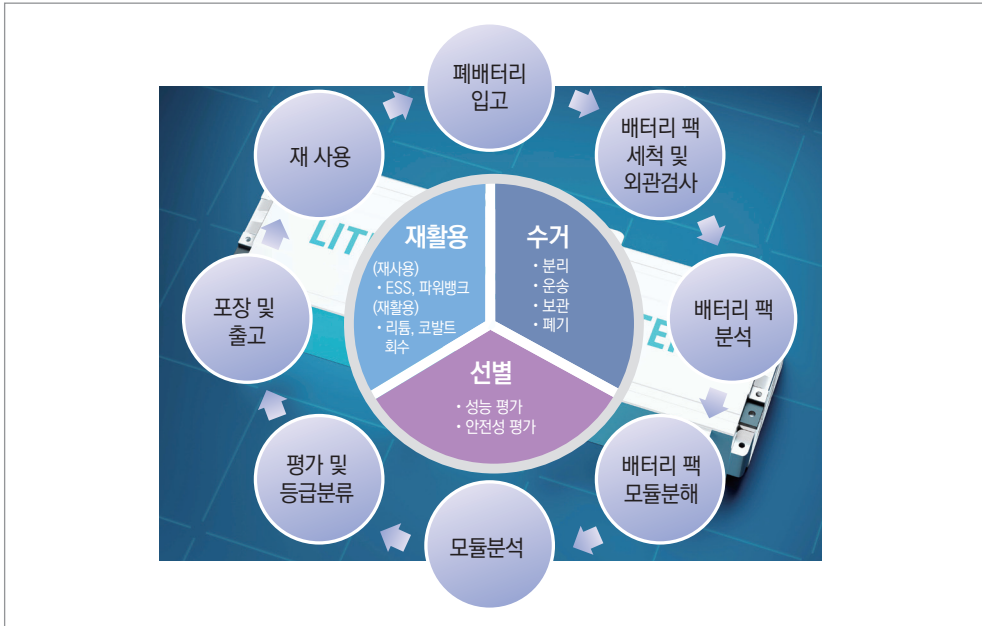 폐배터리
입고
배터리 팩
세척 및
외관검사
배터리 팩
분석
배터리 팩
모듈분해
모듈분석
평가 및
등급분류
포장 및
출고
재 사용
재활용
(재사용)
· ESS, 파워뱅크
(재활용)
· 리튬, 코발트
회수
수거
· 분리
· 운송
· 보관
· 폐기
선별
· 성능 평가
· 안전성 평가
LIT
TE